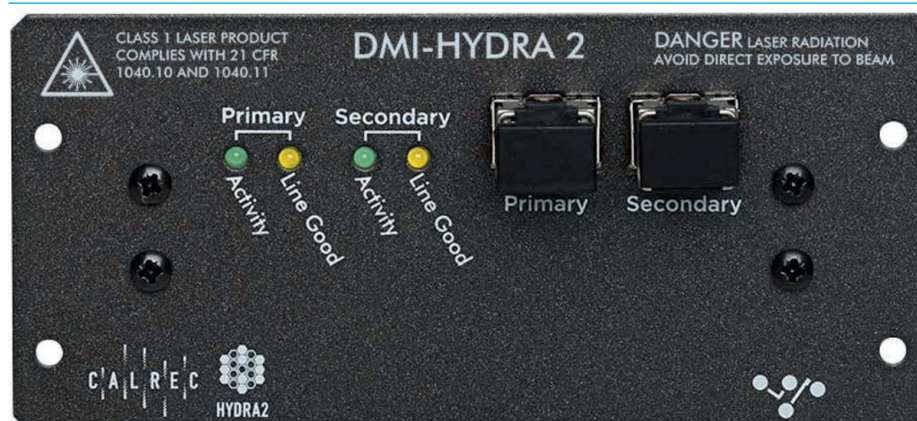 CLASS 1 LASER PRODUCT
COMPLIES WITH 21 CFR
1040.10 AND 1040.11
DMI-HYDRA 2
DANGER LASER RADIATION
AVOID DIRECT EXPOSURE TO BEAM
Primary
Secondary
Activity
Line Good
Activity
Line Good
Primary
Secondary
CALREC
HYDRA2